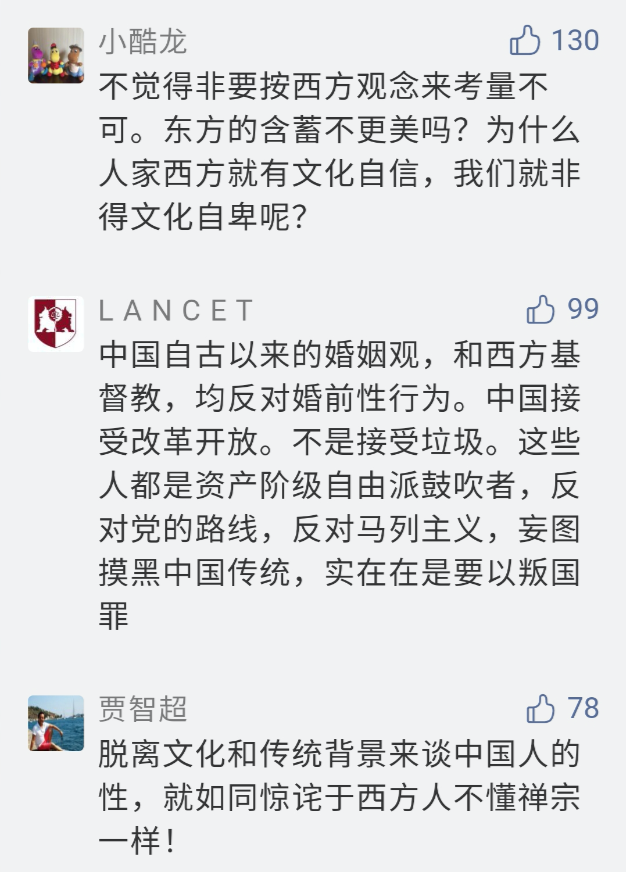 小酷龙 130
不觉得非要按西方观念来考量不
可。东方的含蓄不更美吗？为什么
人家西方就有文化自信，我们就非
得文化自卑呢？
LANCET 99
中国自古以来的婚姻观，和西方基
督教，均反对婚前性行为。中国接
受改革开放。不是接受垃圾。这些
人都是资产阶级自由派鼓吹者，反
对党的路线，反对马列主义，妄图
摸黑中国传统，实在在是要以叛国
罪
贾智超 78
脱离文化和传统背景来谈中国人的
性，就如同惊诧于西方人不懂禅宗
一样！